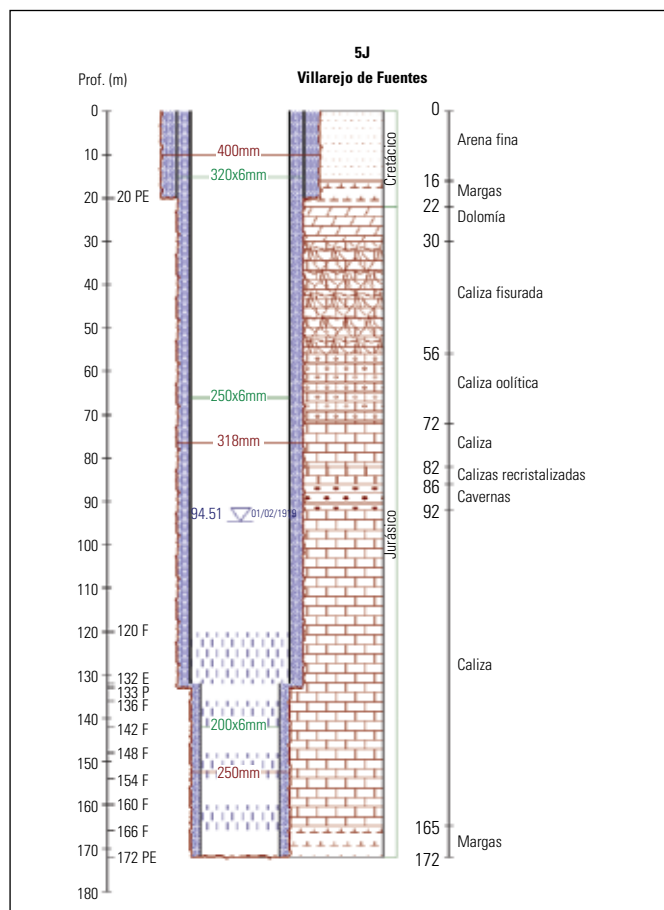 5J
Villarejo de Fuentes
Prof. (m)
0
10
20
30
40
50
60
70
80
90
100
110
120
130
140
150
160
170
180
20 PE
120 F
132 E
133 P
136 F
142 F
148 F
154 F
160 F
166 F
172 PE
400mm
320x6mm
250x6mm
318mm
94.51
01/02/1919
200x6mm
250mm
Cretácico
Jurásico
0
Arena fina
16
Margas
22
Dolomía
30
Caliza fisurada
56
Caliza oolítica
72
Caliza
82
Calizas recristalizadas
86
Cavernas
92
Caliza
165
Margas
172